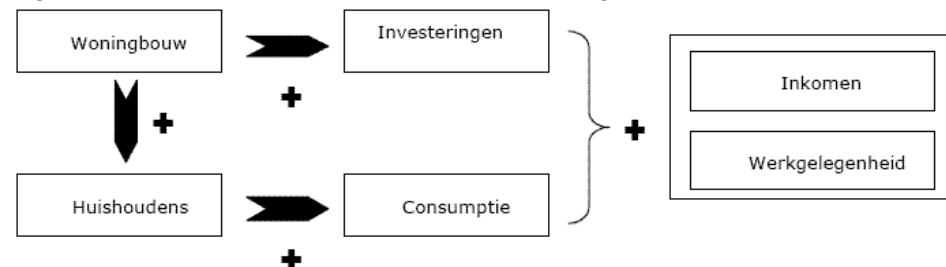 Woningbouw
Investeringen
+
+
Inkomen
+
Werkgelegenheid
Huishoudens
Consumptie
+